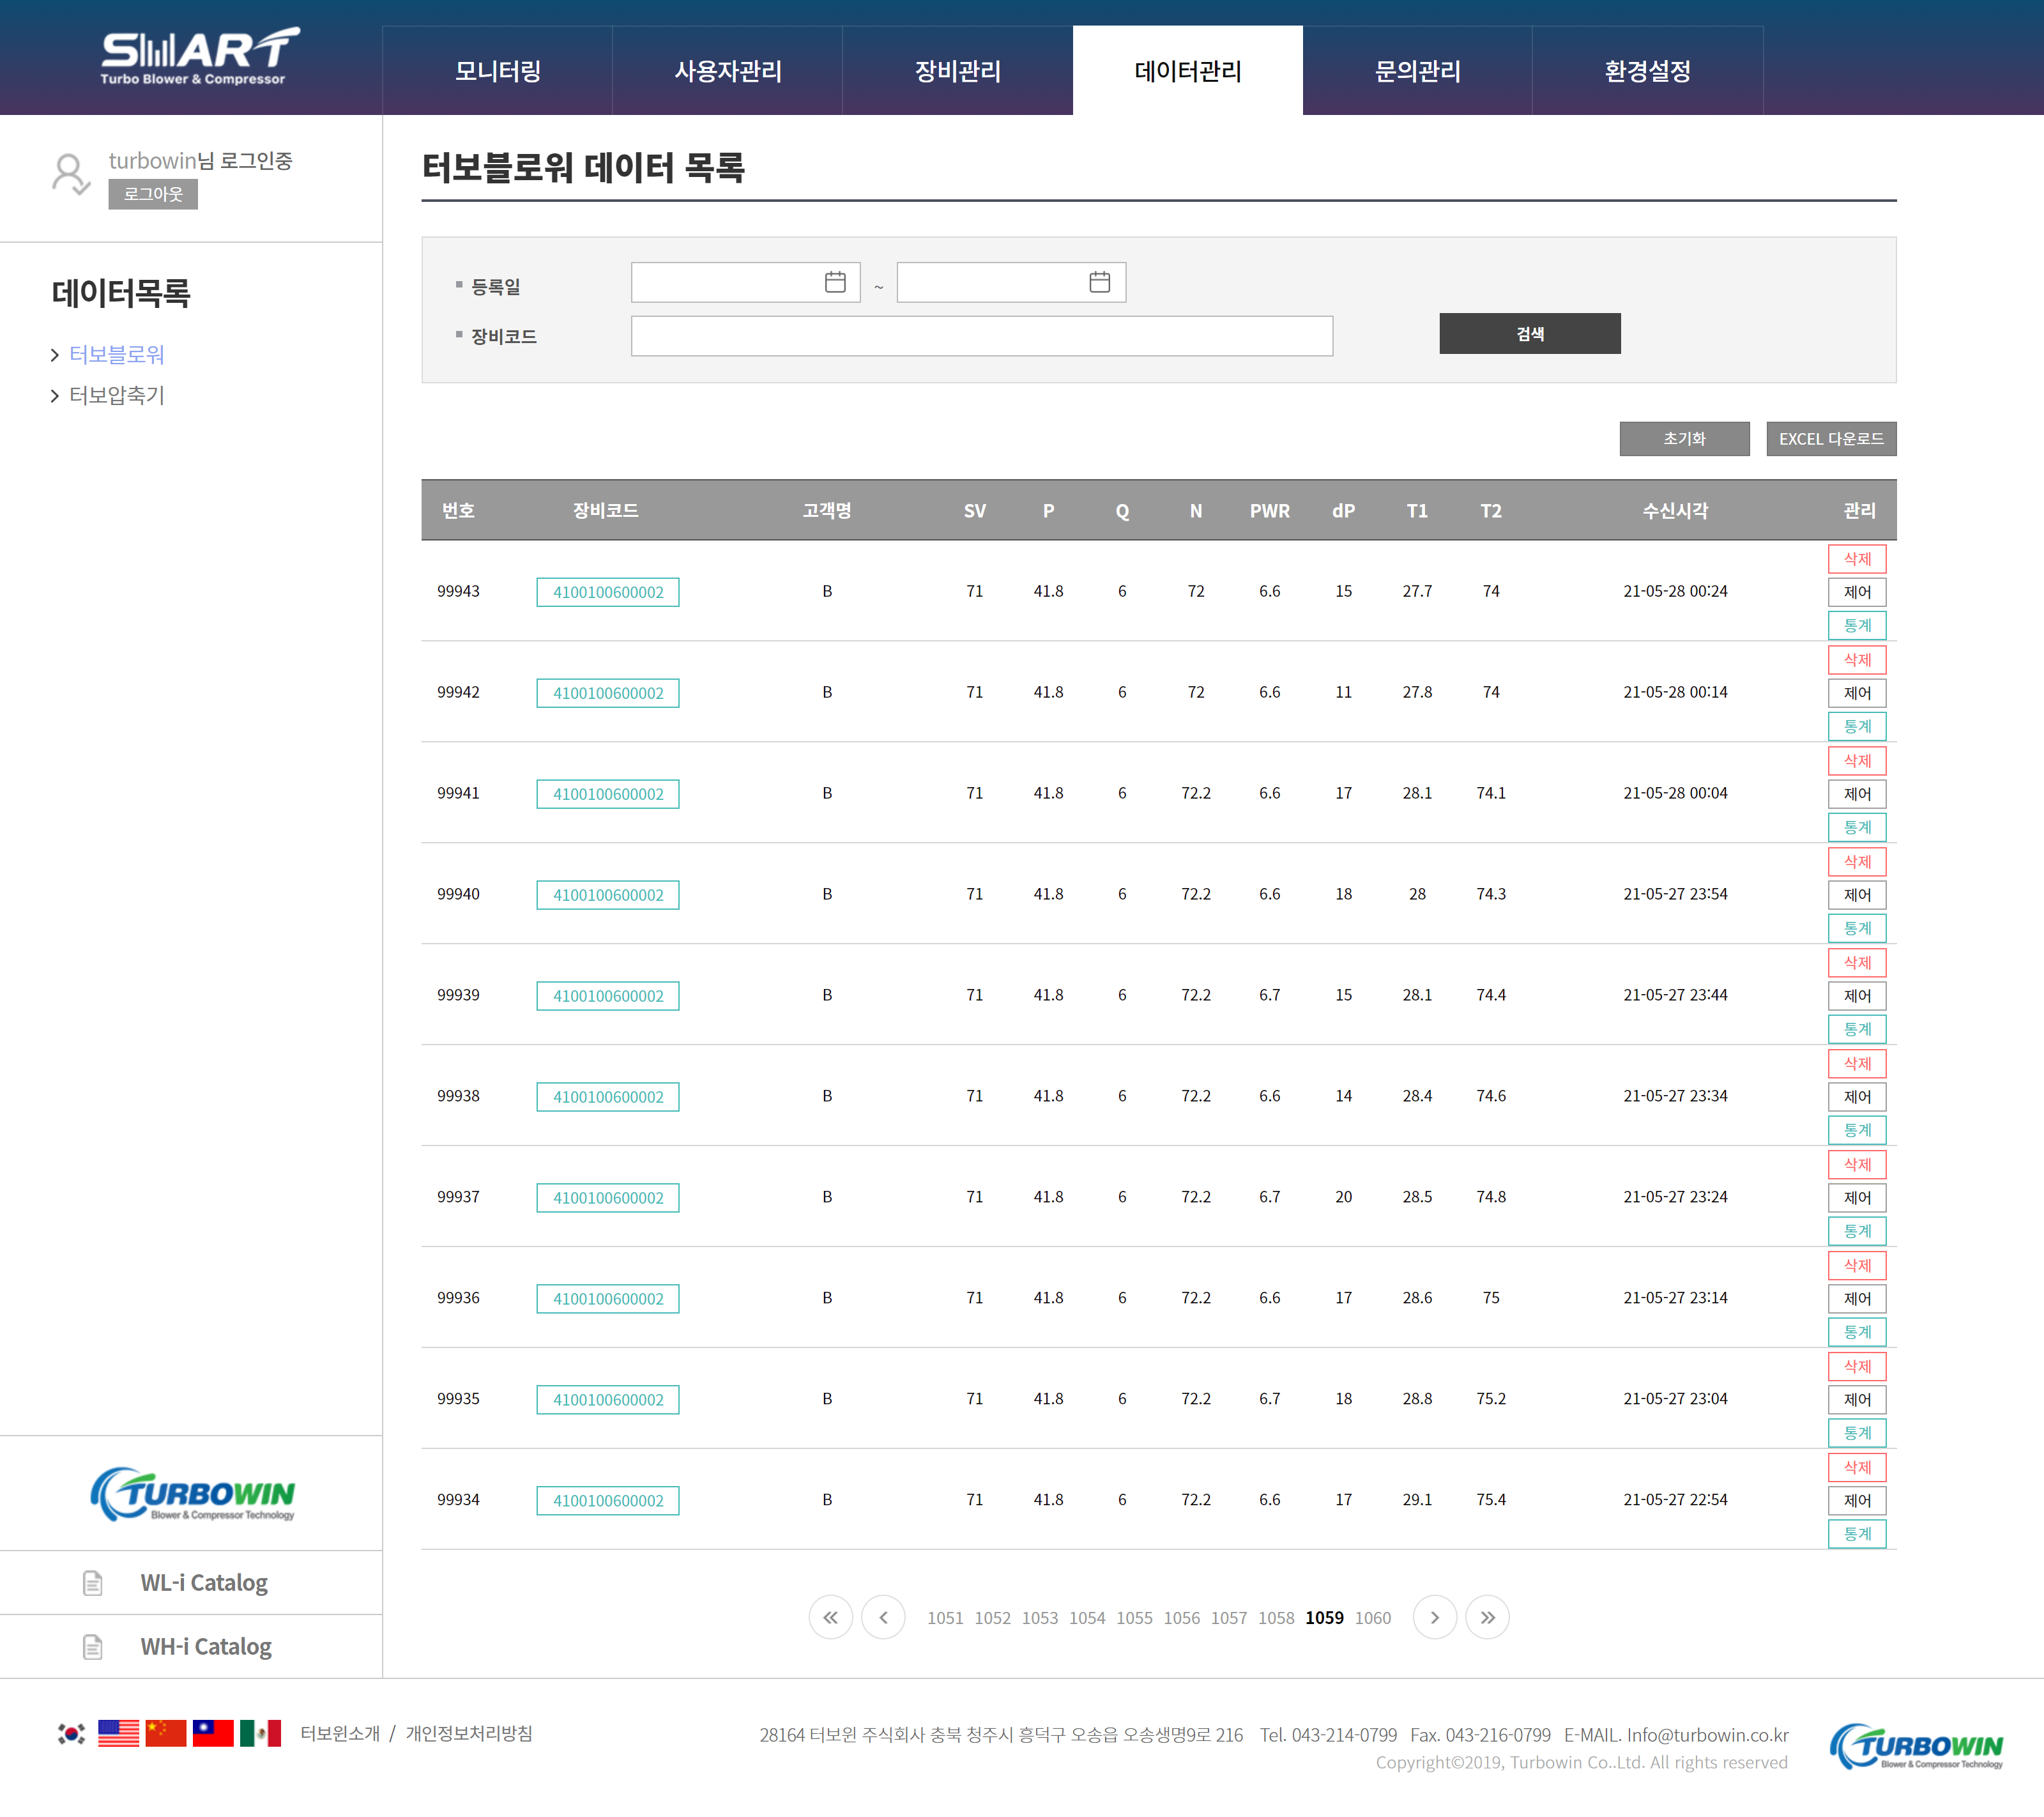 SMART
Turbo Blower & Compressor
모니터링 사용자관리 장비관리 데이터관리 문의관리 환경설정
turbowin님 로그인중
로그아웃
데이터목록
터보블로워
터보압축기
터보블로워 데이터 목록
등록일 ~
장비코드
검색
초기화 EXCEL 다운로드
번호 장비코드 고객명 SV P Q N PWR dP T1 T2 수신시각 관리
99943 4100100600002 B 71 41.8 6 72 6.6 15 27.7 74 21-05-28 00:24 삭제 제어 통계
99942 4100100600002 B 71 41.8 6 72 6.6 11 27.8 74 21-05-28 00:14 삭제 제어 통계
99941 4100100600002 B 71 41.8 6 72.2 6.6 17 28.1 74.1 21-05-28 00:04 삭제 제어 통계
99940 4100100600002 B 71 41.8 6 72.2 6.6 18 28 74.3 21-05-27 23:54 삭제 제어 통계
99939 4100100600002 B 71 41.8 6 72.2 6.7 15 28.1 74.4 21-05-27 23:44 삭제 제어 통계
99938 4100100600002 B 71 41.8 6 72.2 6.6 14 28.4 74.6 21-05-27 23:34 삭제 제어 통계
99937 4100100600002 B 71 41.8 6 72.2 6.7 20 28.5 74.8 21-05-27 23:24 삭제 제어 통계
99936 4100100600002 B 71 41.8 6 72.2 6.6 17 28.6 75 21-05-27 23:14 삭제 제어 통계
99935 4100100600002 B 71 41.8 6 72.2 6.7 18 28.8 75.2 21-05-27 23:04 삭제 제어 통계
99934 4100100600002 B 71 41.8 6 72.2 6.6 17 29.1 75.4 21-05-27 22:54 삭제 제어 통계
1051 1052 1053 1054 1055 1056 1057 1058 1059 1060
TURBOWIN
Blower & Compressor Technology
WL-i Catalog
WH-i Catalog
터보윈소개 / 개인정보처리방침
28164 터보윈 주식회사 충북 청주시 흥덕구 오송읍 오송생명9로 216 Tel. 043-214-0799 Fax. 043-216-0799 E-MAIL. Info@turbowin.co.kr
Copyright©2019, Turbowin Co..Ltd. All rights reserved
TURBOWIN
Blower & Compressor Technology